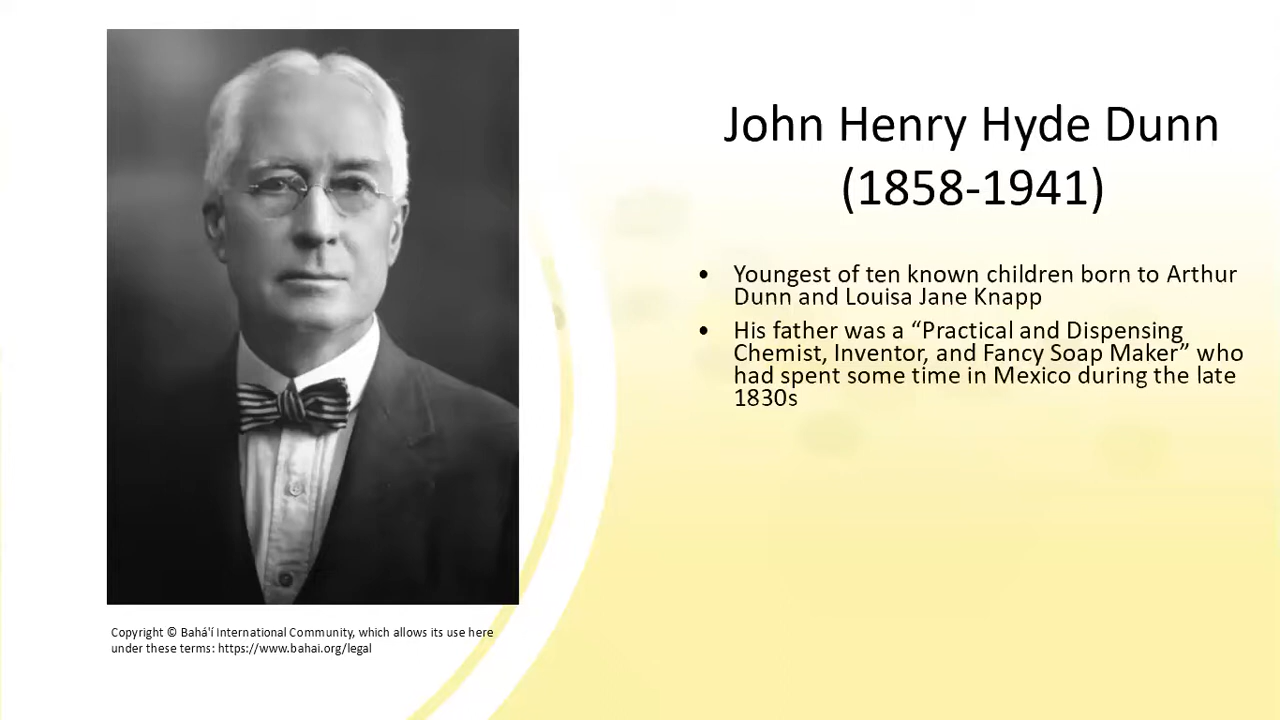 John Henry Hyde Dunn
(1858-1941)
• Youngest of ten known children born to Arthur
Dunn and Louisa Jane Knapp
• His father was a “Practical and Dispensing
Chemist, Inventor, and Fancy Soap Maker” who
had spent some time in Mexico during the late
1830s
Copyright © Bahá'í International Community, which allows its use here
under these terms: https://www.bahai.org/legal